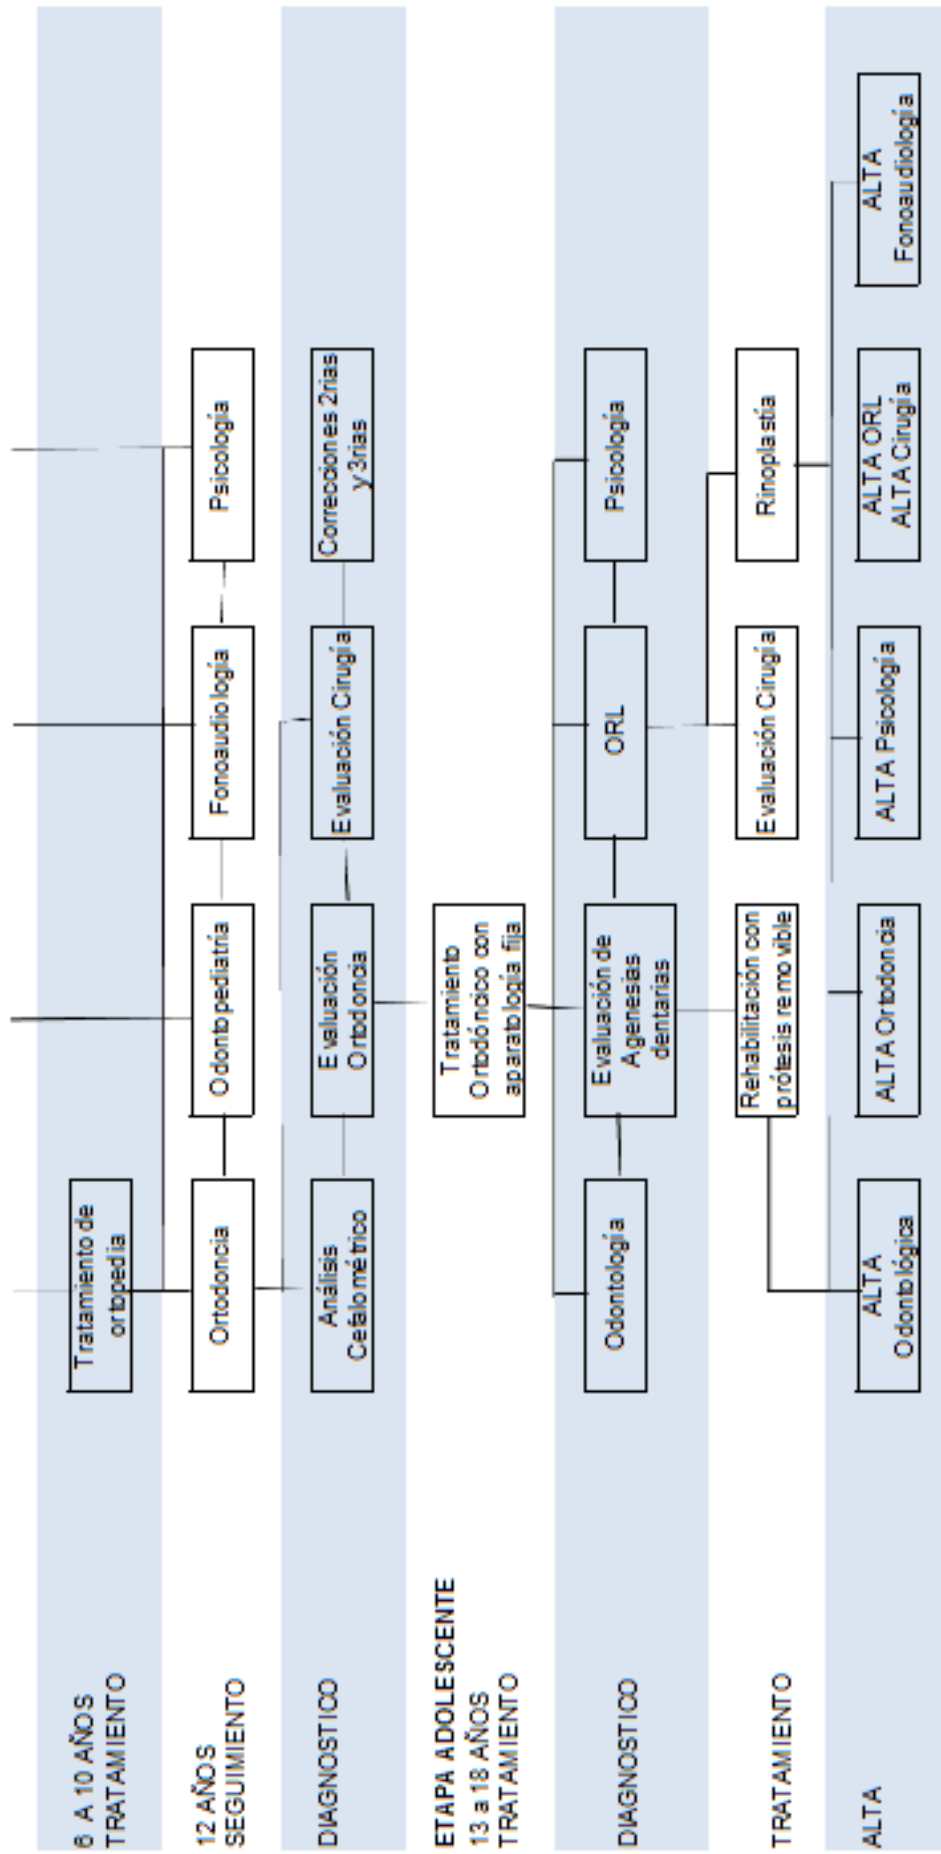 6 A 10 AÑOS
TRATAMIENTO
Tratamiento de
ortopedia
12 AÑOS
SEGUIMIENTO
Ortodoncia
Odontopediatría
Fonoaudiología
Psicología
DIAGNOSTICO
Análisis
Cefalométrico
Evaluación
Ortodoncia
Evaluación Cirugía
Correcciones 2rias
y 3rias
ETAPA ADOLESCENTE
13 a 18 AÑOS
TRATAMIENTO
Tratamiento
Ortodóncico con
aparatología fija
DIAGNOSTICO
Odontología
Evaluación de
Agenesias
dentarias
ORL
Psicología
TRATAMIENTO
Rehabilitación con
prótesis removible
Evaluación Cirugía
Rinoplastía
ALTA
ALTA
Odontológica
ALTA Ortodoncia
ALTA Psicología
ALTA ORL
ALTA Cirugía
ALTA
Fonoaudiología